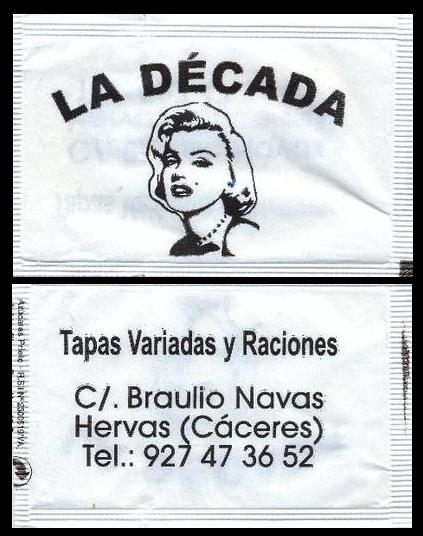 LA DÉCADA
Tapas Variadas y Raciones
C/. Braulio Navas
Hervas (Cáceres)
Tel.: 927 47 36 52